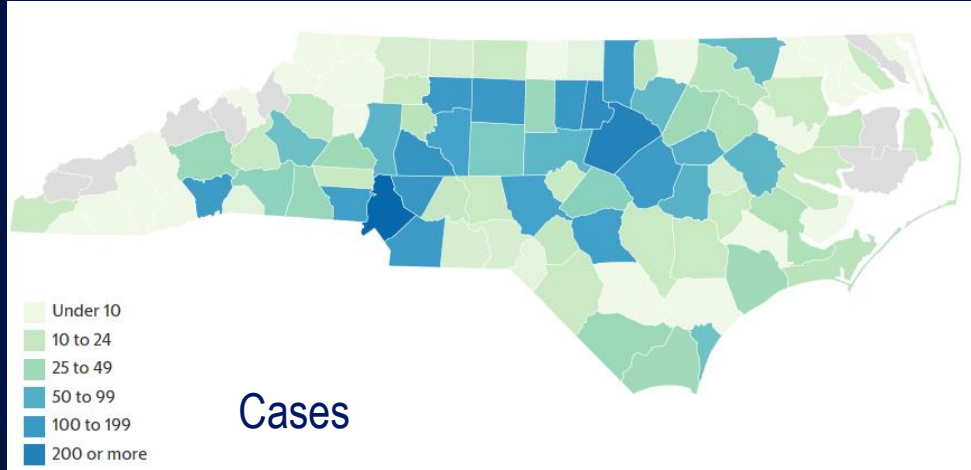 Under 10
10 to 24
25 to 49
50 to 99
100 to 199
200 or more
Cases